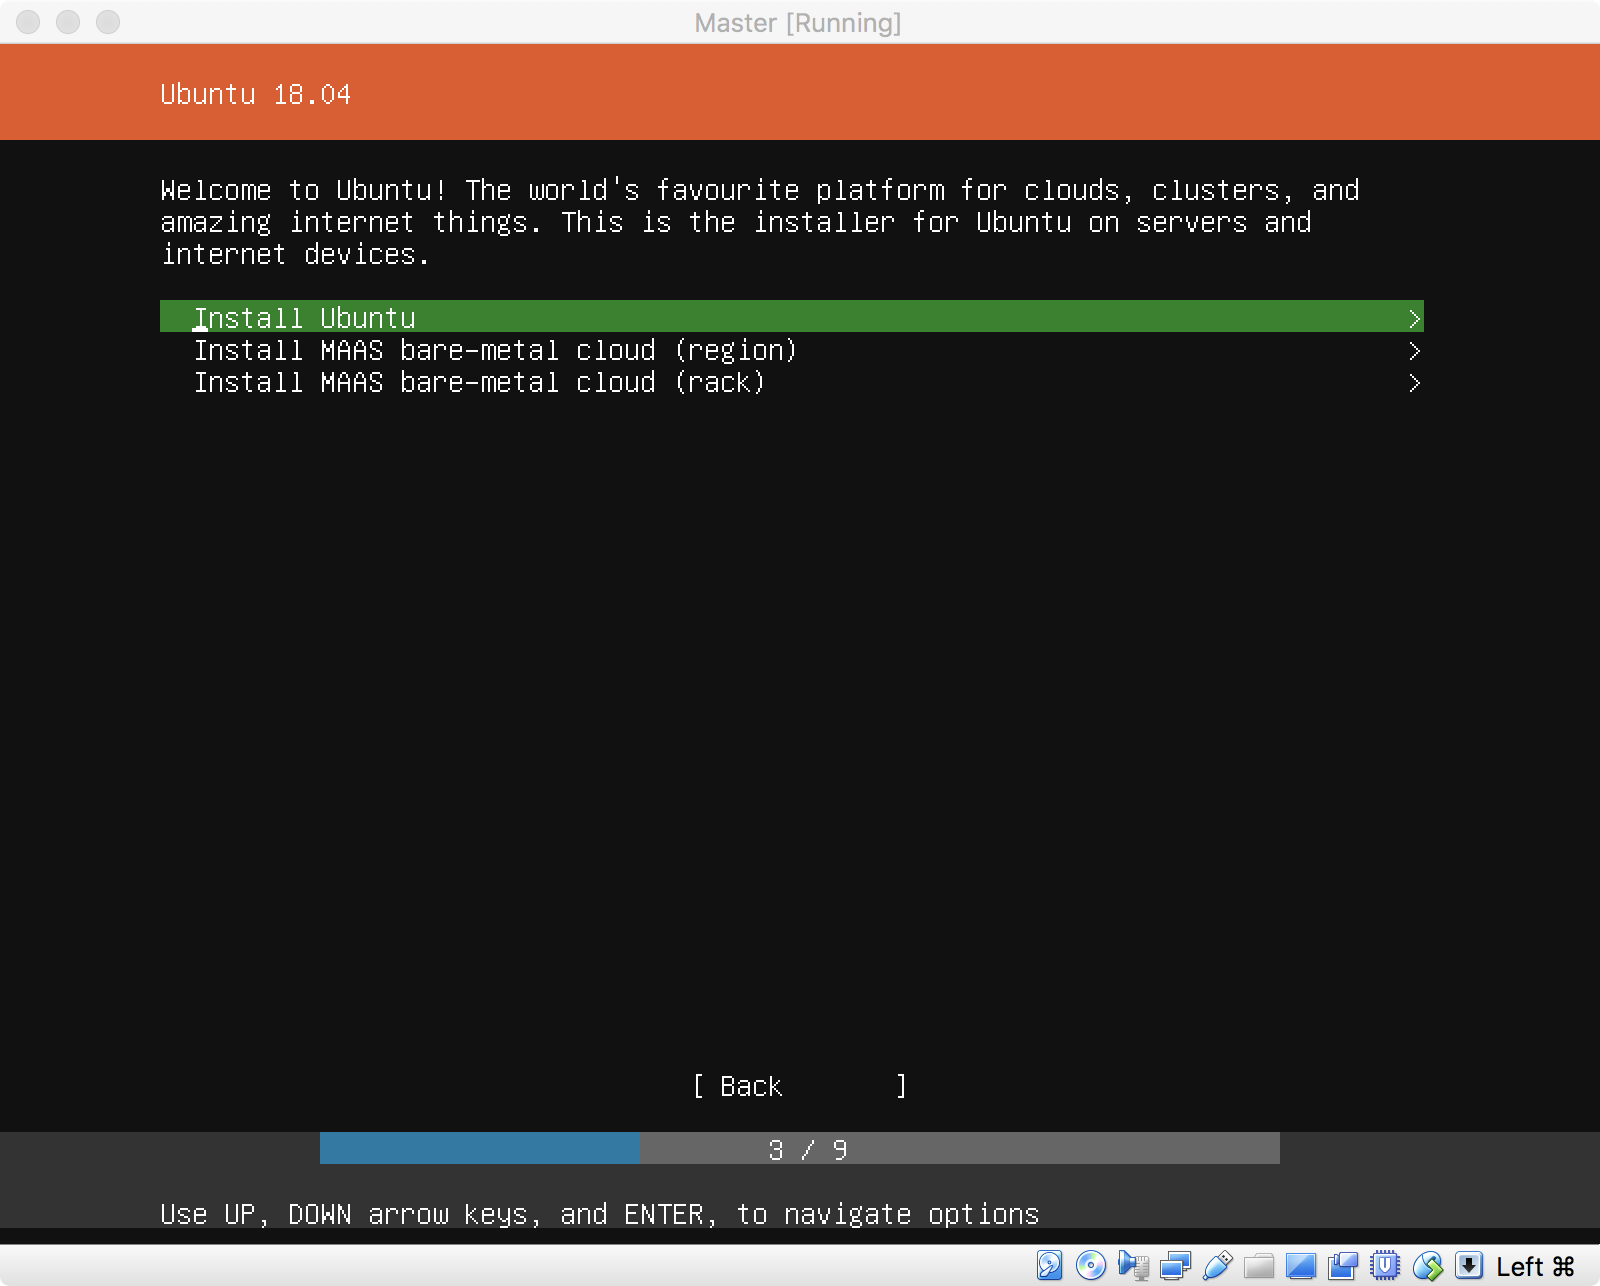 Master [Running]
Ubuntu 18.04
Welcome to Ubuntu! The world's favourite platform for clouds, clusters, and
amazing internet things. This is the installer for Ubuntu on servers and
internet devices.
Install Ubuntu >
Install MAAS bare-metal cloud (region) >
Install MAAS bare-metal cloud (rack) >
[ Back ]
3 / 9
Use UP, DOWN arrow keys, and ENTER, to navigate options
Left ⌘